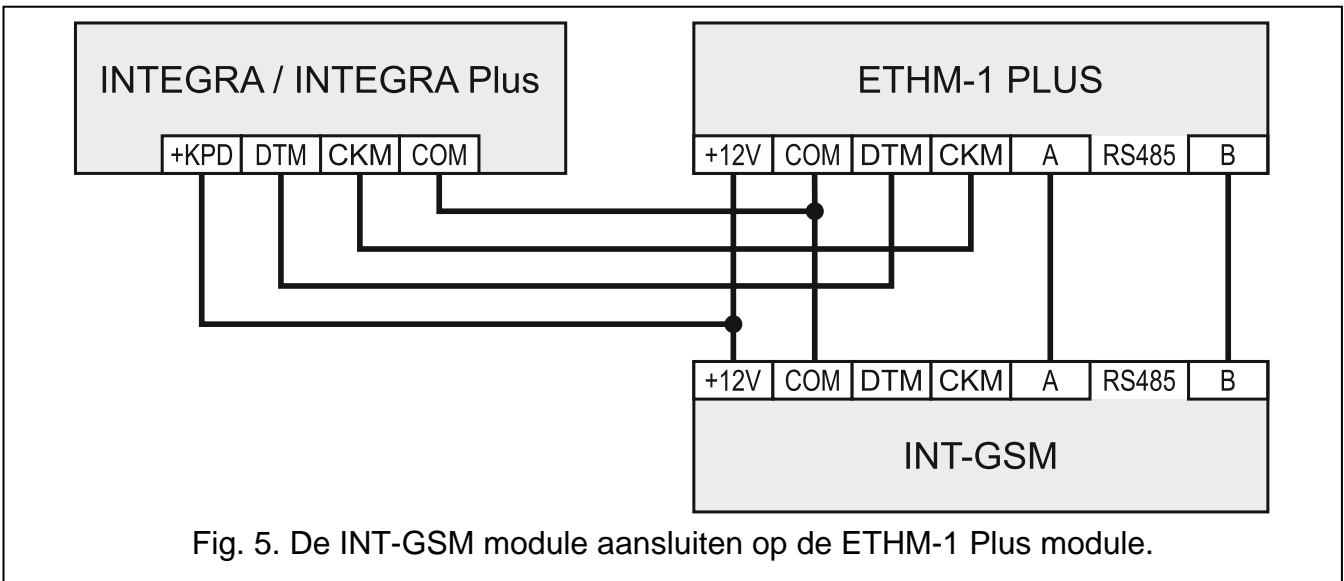 INTEGRA / INTEGRA Plus
+KPD DTM CKM COM
ETHM-1 PLUS
+12V COM DTM CKM A RS485 B
+12V COM DTM CKM A RS485 B
INT-GSM
Fig. 5. De INT-GSM module aansluiten op de ETHM-1 Plus module.